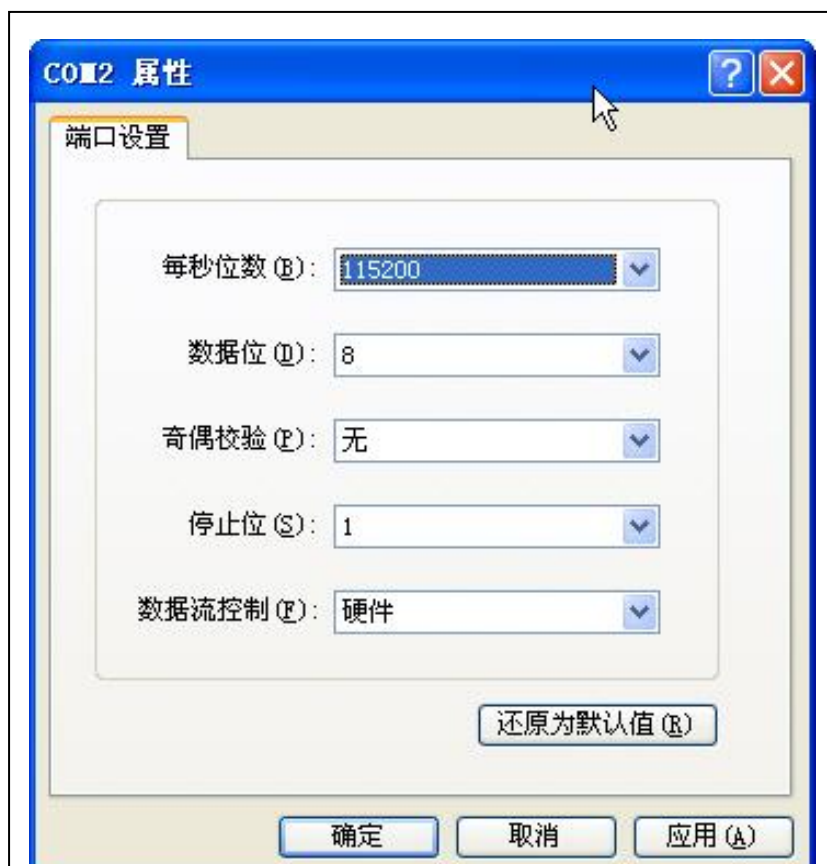 COM2 属性
端口设置
每秒位数(B): 115200
数据位(D): 8
奇偶校验(P): 无
停止位(S): 1
数据流控制(F): 硬件
还原为默认值(R)
确定 取消 应用(A)